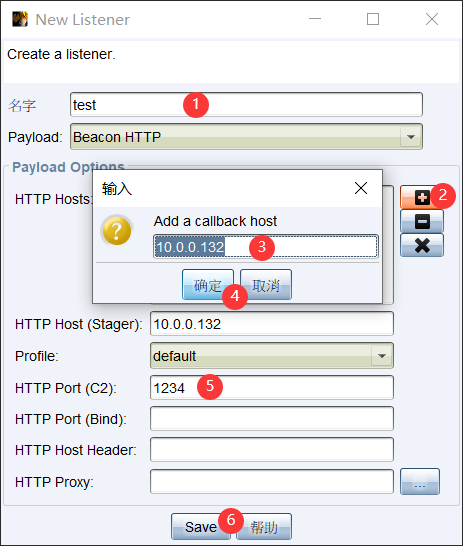 New Listener
Create a listener.
名字 test 1
Payload: Beacon HTTP
Payload Options
HTTP Hosts: 2
输入
Add a callback host
10.0.0.132 3
确定 取消
4
HTTP Host (Stager): 10.0.0.132
Profile: default
HTTP Port (C2): 1234 5
HTTP Port (Bind):
HTTP Host Header:
HTTP Proxy: ...
Save 6 帮助